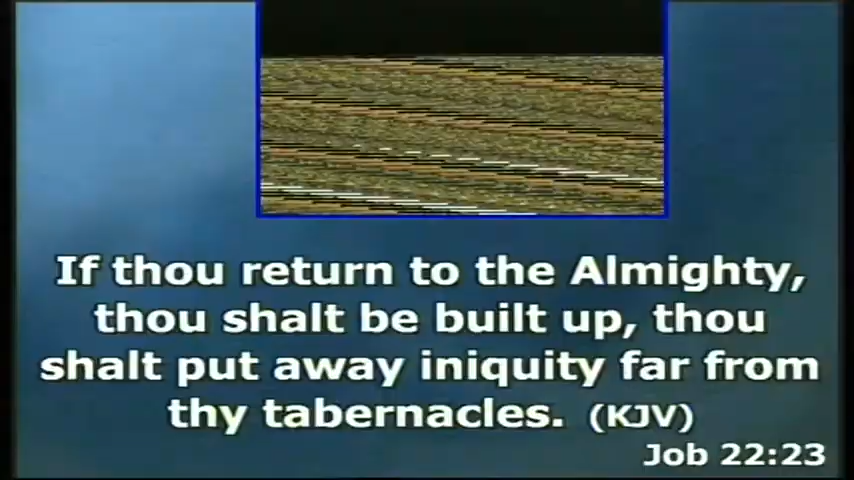 If thou return to the Almighty,
thou shalt be built up, thou
shalt put away iniquity far from
thy tabernacles. (KJV)
Job 22:23